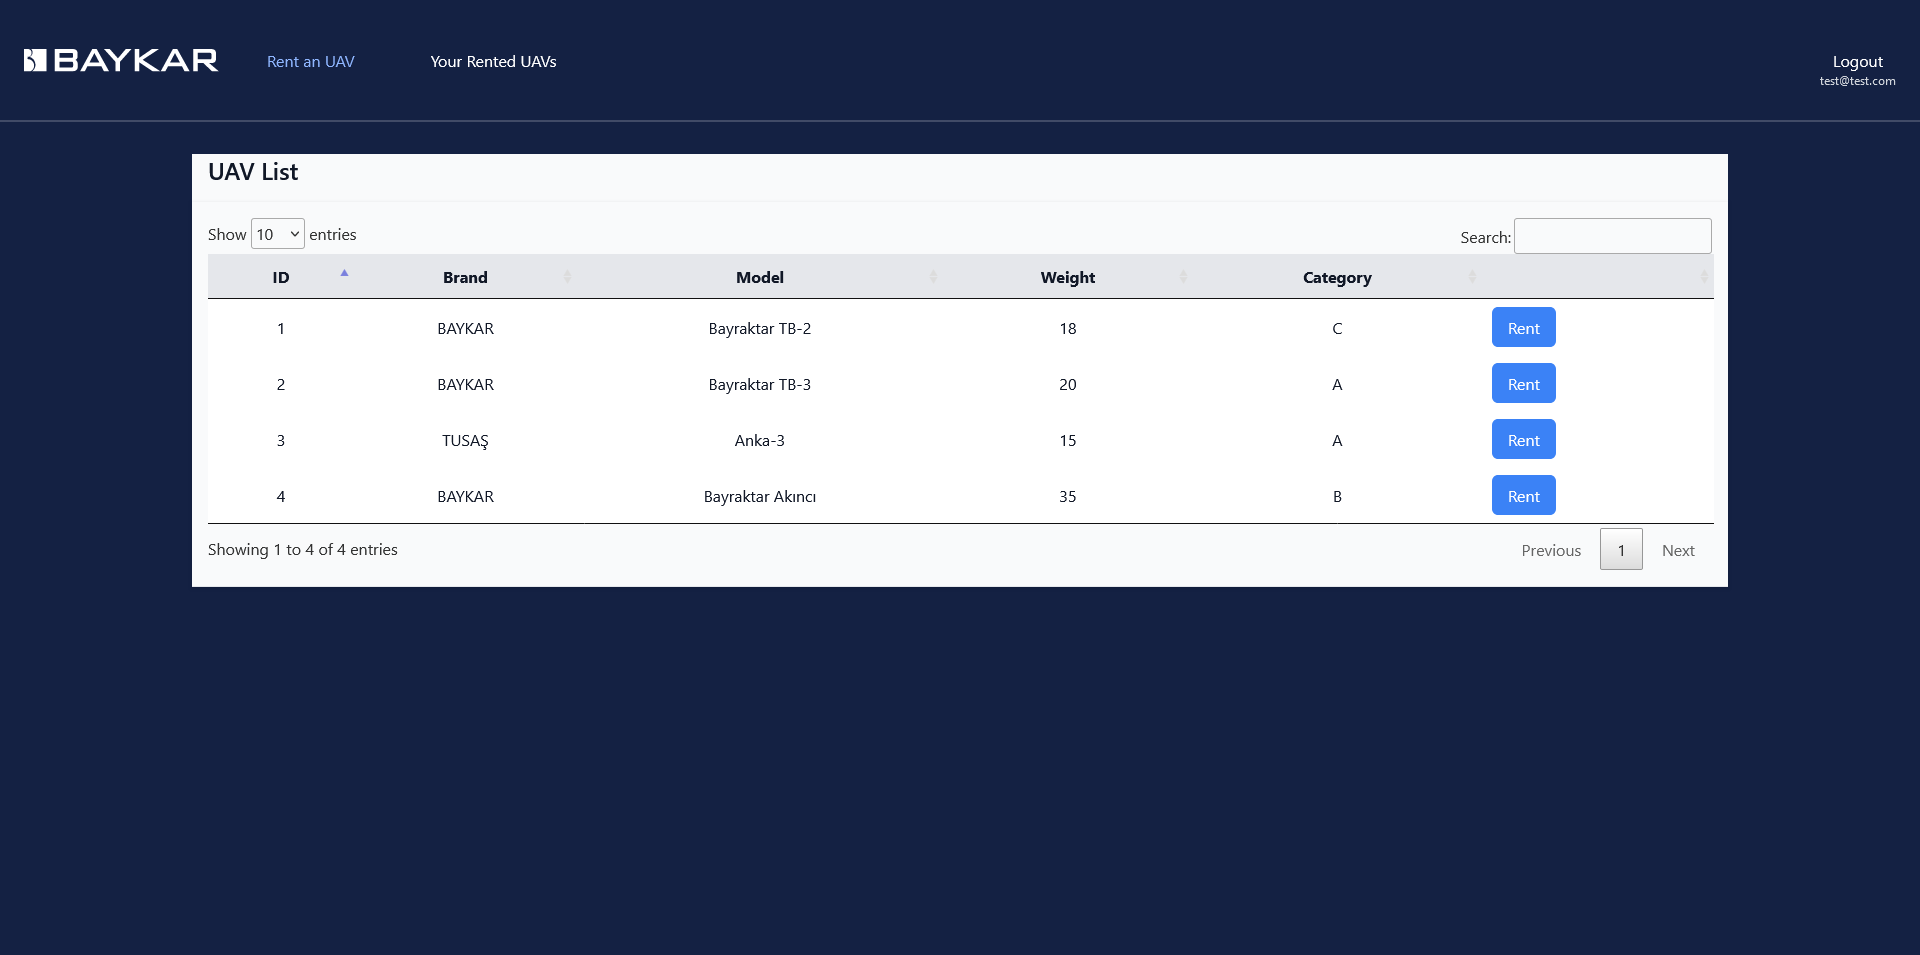 BAYKAR Rent an UAV Your Rented UAVs Logout
test@test.com
UAV List
Show 10 entries Search:
ID Brand Model Weight Category
1 BAYKAR Bayraktar TB-2 18 C Rent
2 BAYKAR Bayraktar TB-3 20 A Rent
3 TUSAŞ Anka-3 15 A Rent
4 BAYKAR Bayraktar Akıncı 35 B Rent
Showing 1 to 4 of 4 entries Previous 1 Next